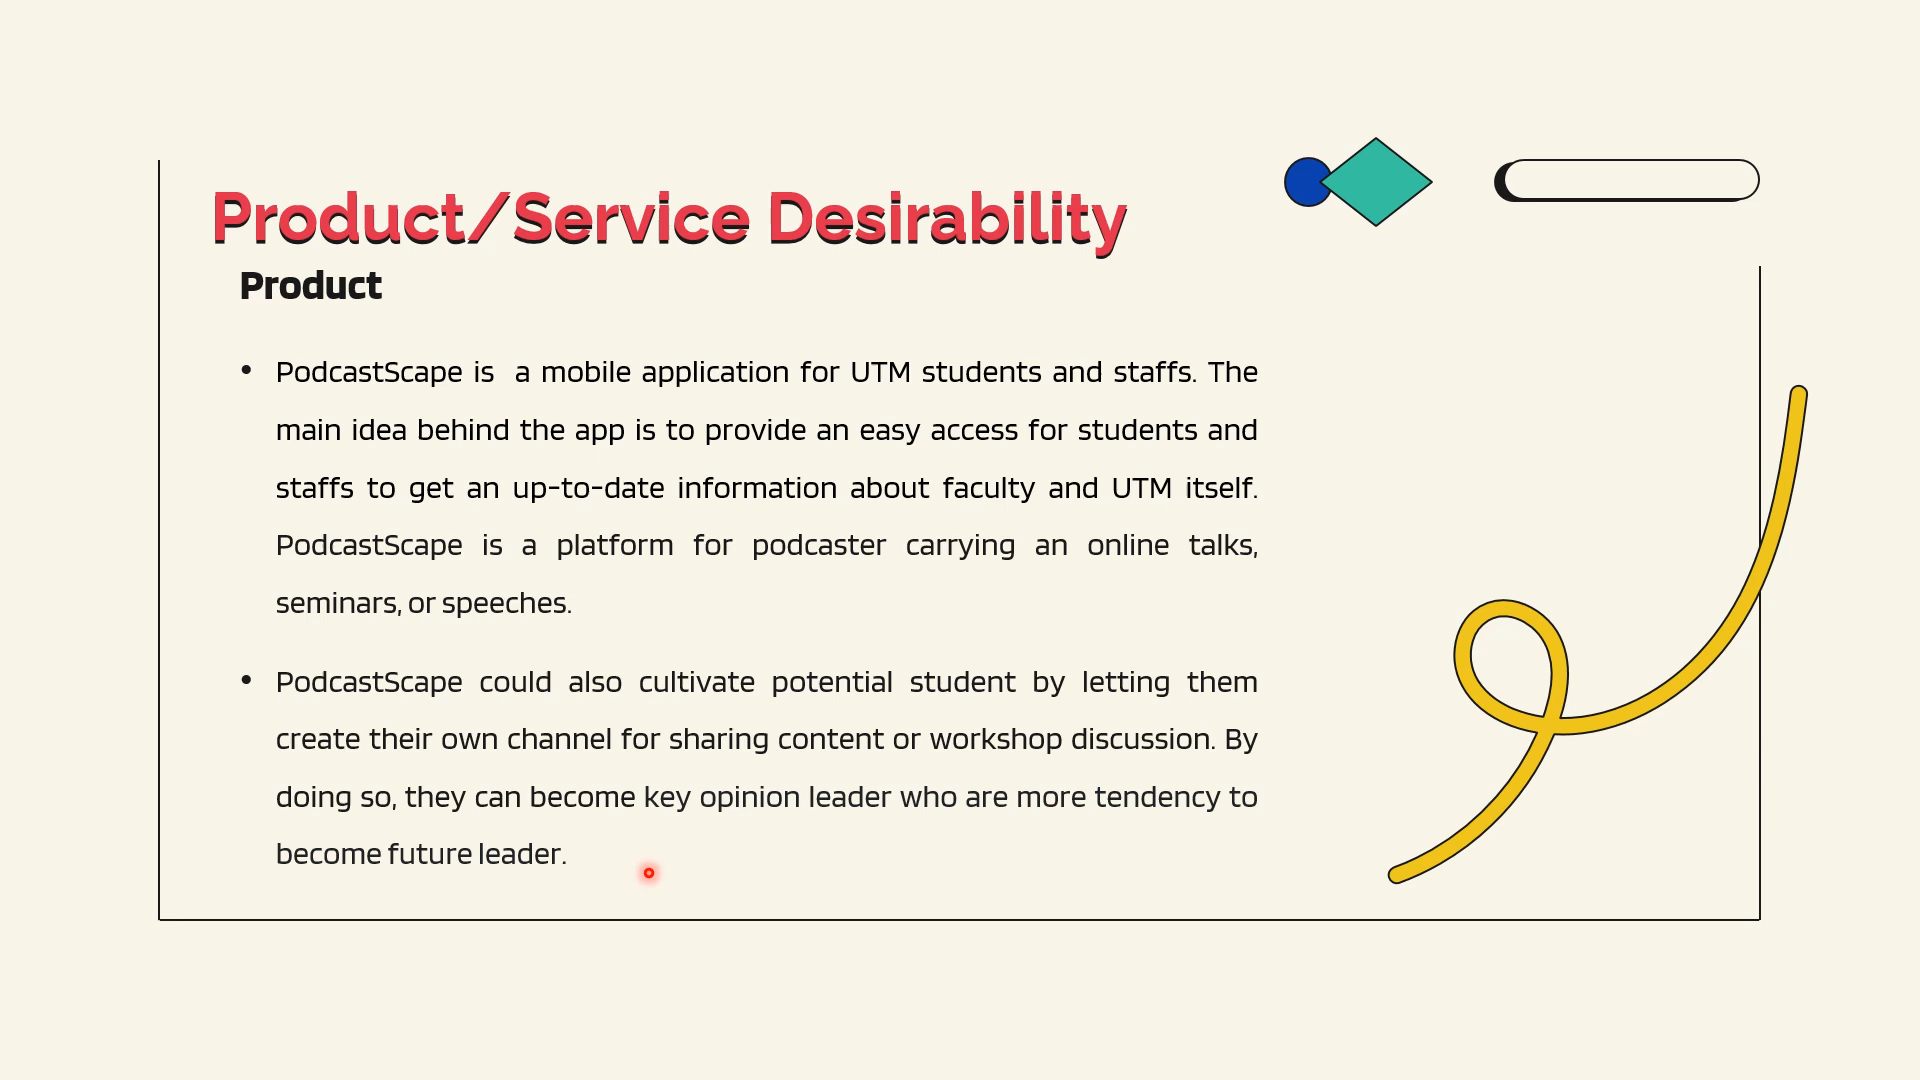 Product/Service Desirability
Product
• PodcastScape is a mobile application for UTM students and staffs. The
main idea behind the app is to provide an easy access for students and
staffs to get an up-to-date information about faculty and UTM itself.
PodcastScape is a platform for podcaster carrying an online talks,
seminars, or speeches.
• PodcastScape could also cultivate potential student by letting them
create their own channel for sharing content or workshop discussion. By
doing so, they can become key opinion leader who are more tendency to
become future leader.